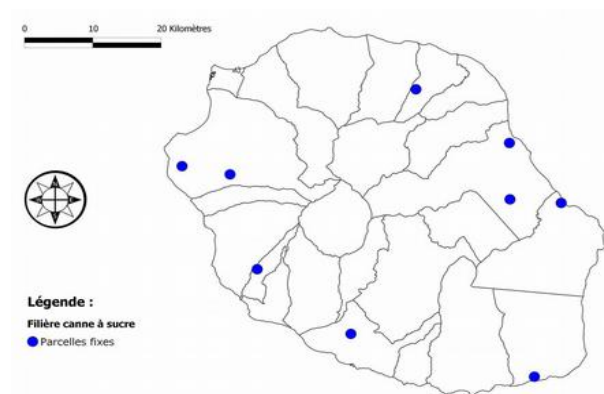 0 10 20 Kilomètres
Légende :
Filière canne à sucre
Parcelles fixes